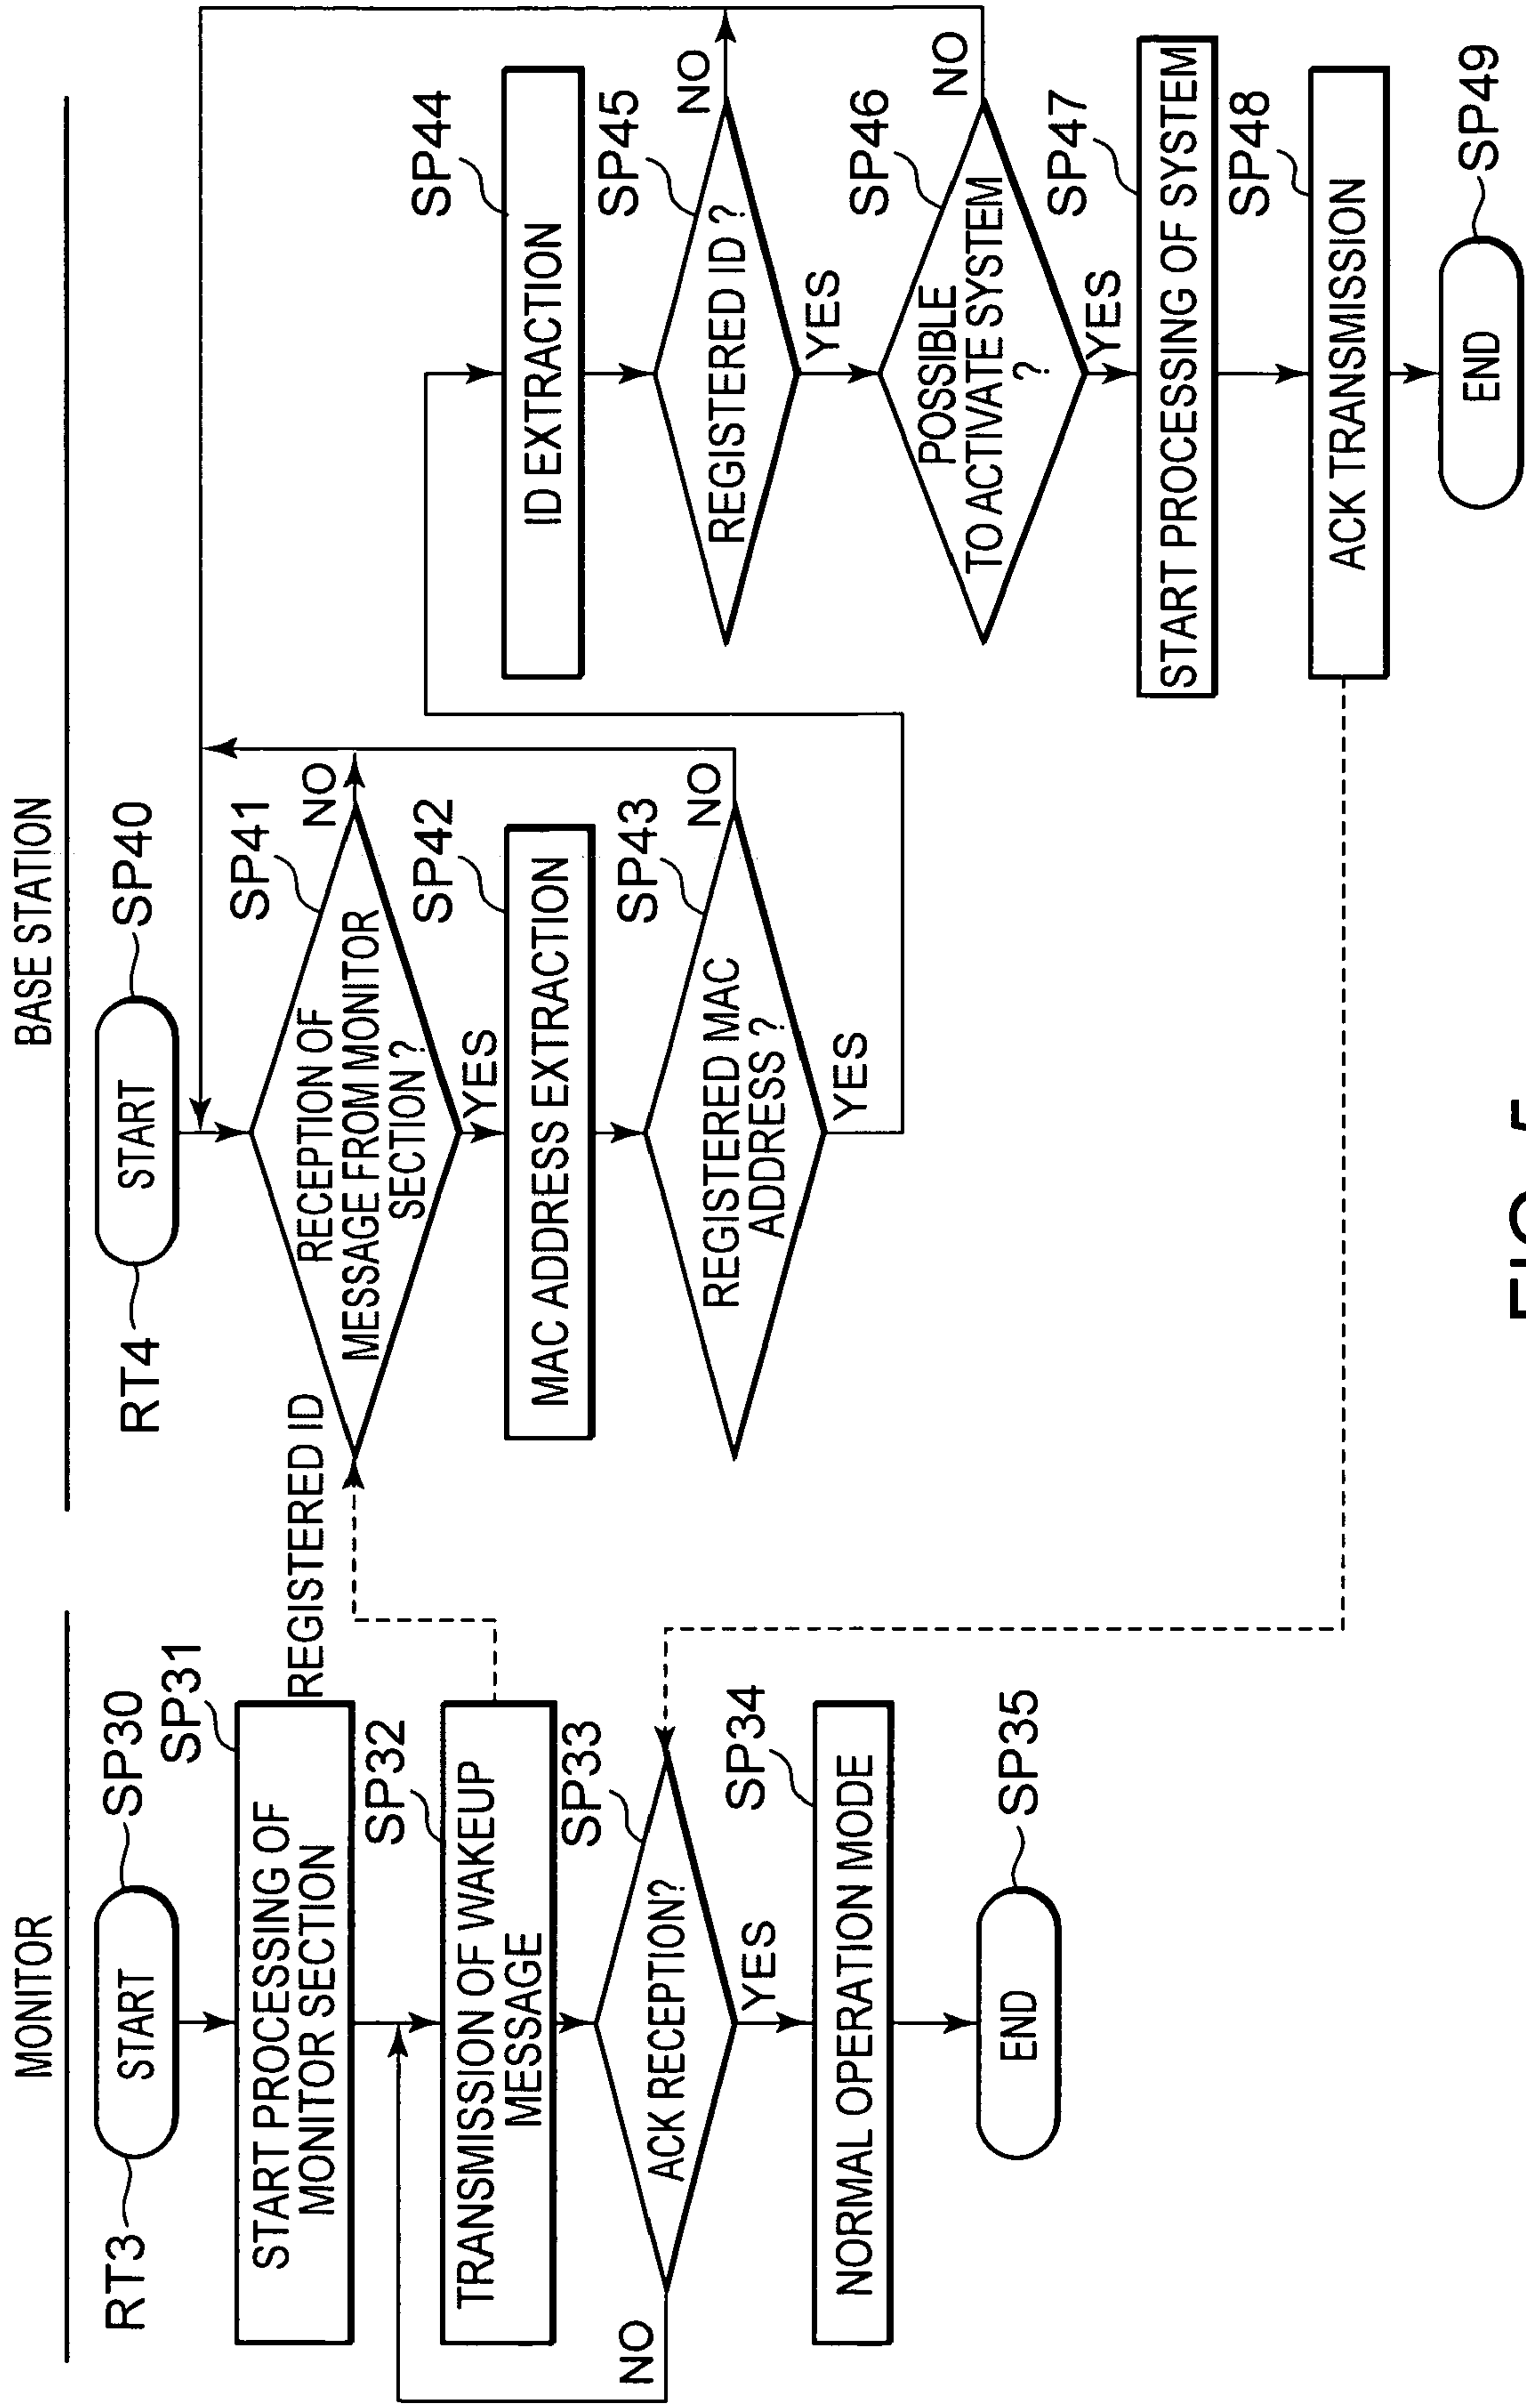 MONITOR
RT3
START
SP30
START PROCESSING OF
MONITOR SECTION
SP31
REGISTERED ID
TRANSMISSION OF WAKEUP
MESSAGE
SP32
ACK RECEPTION?
SP33
NO
YES
NORMAL OPERATION MODE
SP34
END
SP35
BASE STATION
RT4
START
SP40
RECEPTION OF
MESSAGE FROM MONITOR
SECTION ?
SP41
NO
YES
MAC ADDRESS EXTRACTION
SP42
REGISTERED MAC
ADDRESS ?
SP43
NO
YES
ID EXTRACTION
SP44
REGISTERED ID ?
SP45
NO
YES
POSSIBLE
TO ACTIVATE SYSTEM
?
SP46
NO
YES
START PROCESSING OF SYSTEM
SP47
ACK TRANSMISSION
SP48
END
SP49